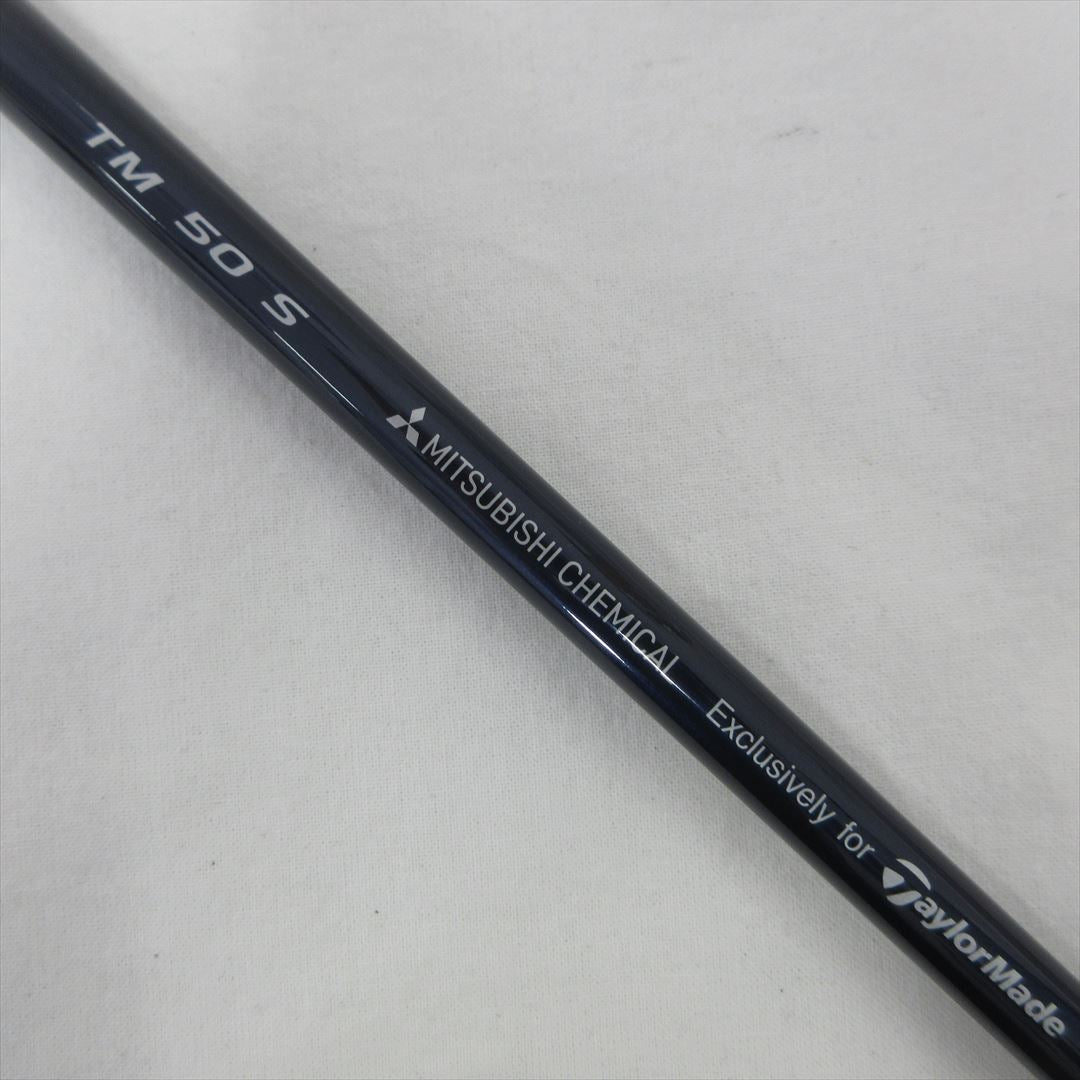 TM 50 S MITSUBISHI CHEMICAL Exclusively for TaylorMade